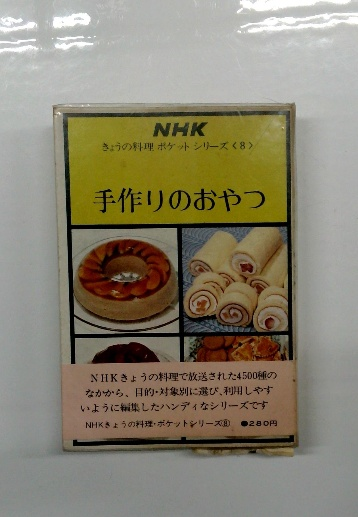 NHK
きょうの料理 ポケット シリーズ〈8〉
手作りのおやつ
NHKきょうの料理で放送された4500種の
なかから、目的・対象別に選び、利用しやす
いように編集したハンディなシリーズです
NHKきょうの料理・ポケットシリーズ⑧ ●280円